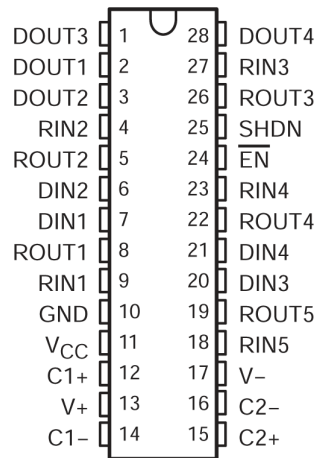 DOUT3 1 28 DOUT4
DOUT1 2 27 RIN3
DOUT2 3 26 ROUT3
RIN2 4 25 SHDN
ROUT2 5 24 E̅N̅
DIN2 6 23 RIN4
DIN1 7 22 ROUT4
ROUT1 8 21 DIN4
RIN1 9 20 DIN3
GND 10 19 ROUT5
VCC 11 18 RIN5
C1+ 12 17 V−
V+ 13 16 C2−
C1− 14 15 C2+